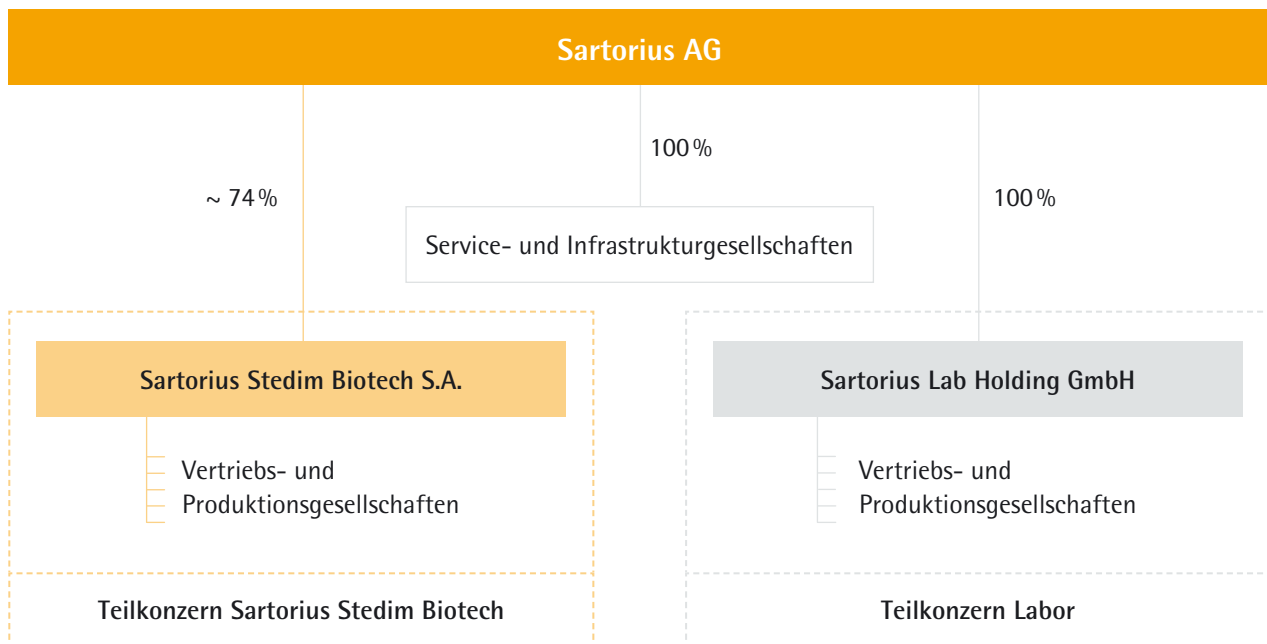 Sartorius AG
100 %
~ 74 %
100 %
Service- und Infrastrukturgesellschaften
Sartorius Stedim Biotech S.A.
Sartorius Lab Holding GmbH
Vertriebs- und
Produktionsgesellschaften
Vertriebs- und
Produktionsgesellschaften
Teilkonzern Sartorius Stedim Biotech
Teilkonzern Labor